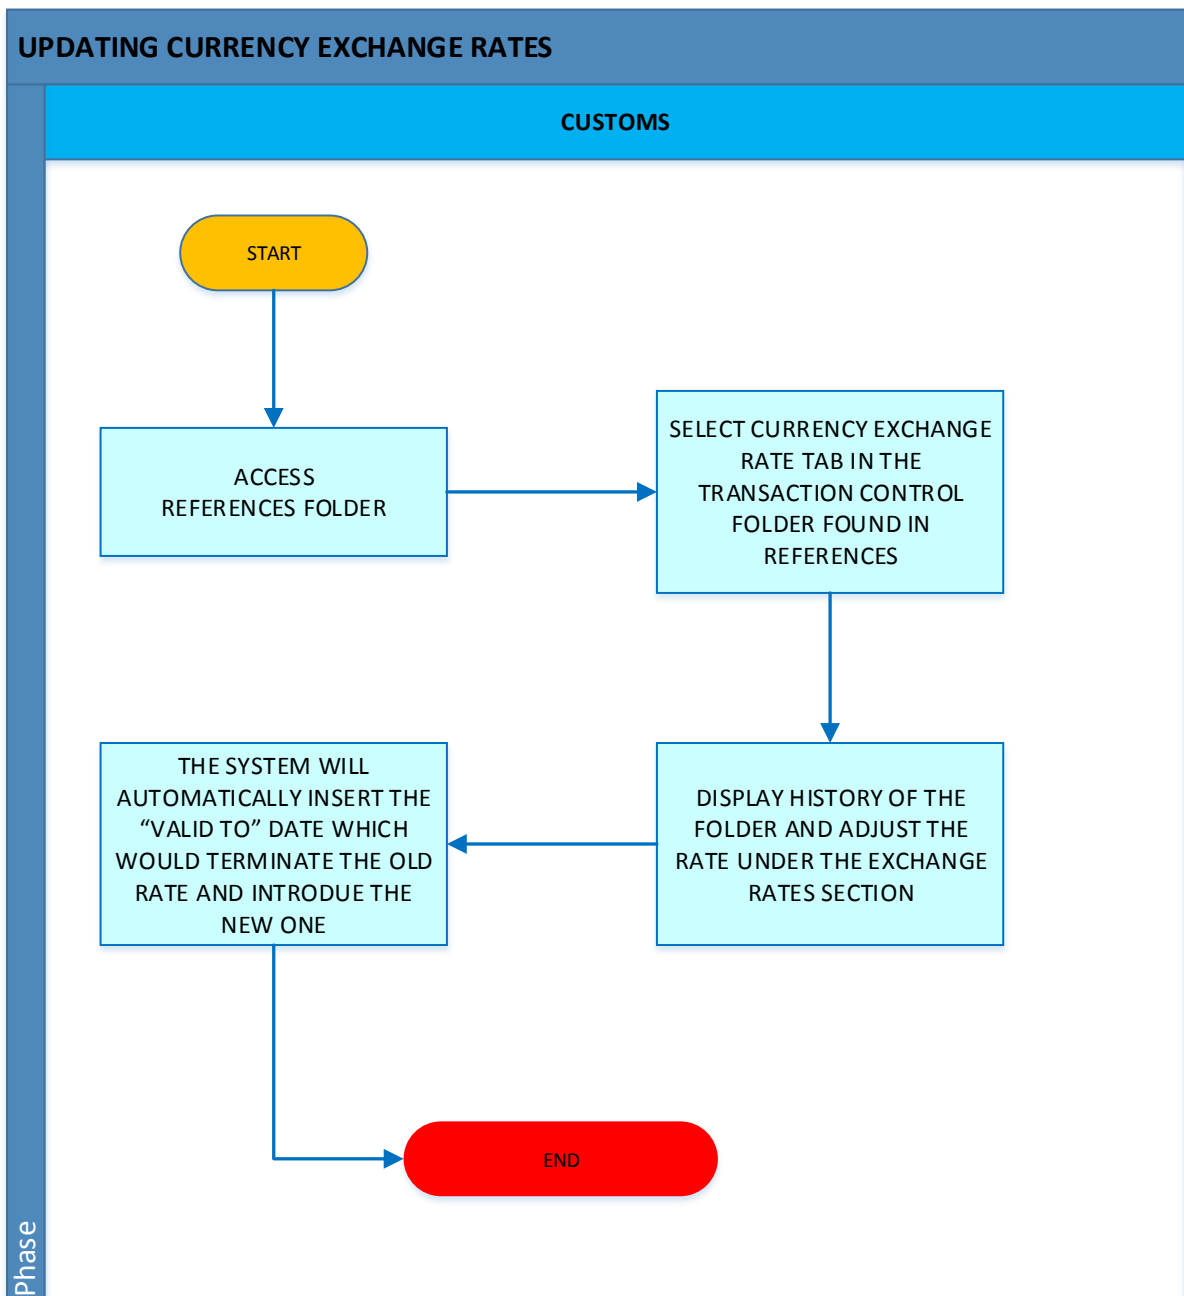 UPDATING CURRENCY EXCHANGE RATES
CUSTOMS
START
ACCESS
REFERENCES FOLDER
SELECT CURRENCY EXCHANGE
RATE TAB IN THE
TRANSACTION CONTROL
FOLDER FOUND IN
REFERENCES
DISPLAY HISTORY OF THE
FOLDER AND ADJUST THE
RATE UNDER THE EXCHANGE
RATES SECTION
THE SYSTEM WILL
AUTOMATICALLY INSERT THE
“VALID TO” DATE WHICH
WOULD TERMINATE THE OLD
RATE AND INTRODUE THE
NEW ONE
END
Phase